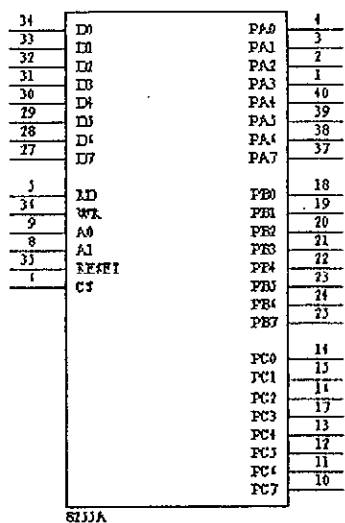 34 D0 PA0 4
33 D1 PA1 3
32 D2 PA2 2
31 D3 PA3 1
30 D4 PA4 40
29 D5 PA5 39
28 D6 PA6 38
27 D7 PA7 37
5 RD PB0 18
36 WR PB1 19
9 A0 PB2 20
8 A1 PB3 21
35 RESET PB4 22
6 CS PB5 23
PB6 24
PB7 25
PC0 14
PC1 15
PC2 16
PC3 17
PC4 13
PC5 12
PC6 11
PC7 10
8255A